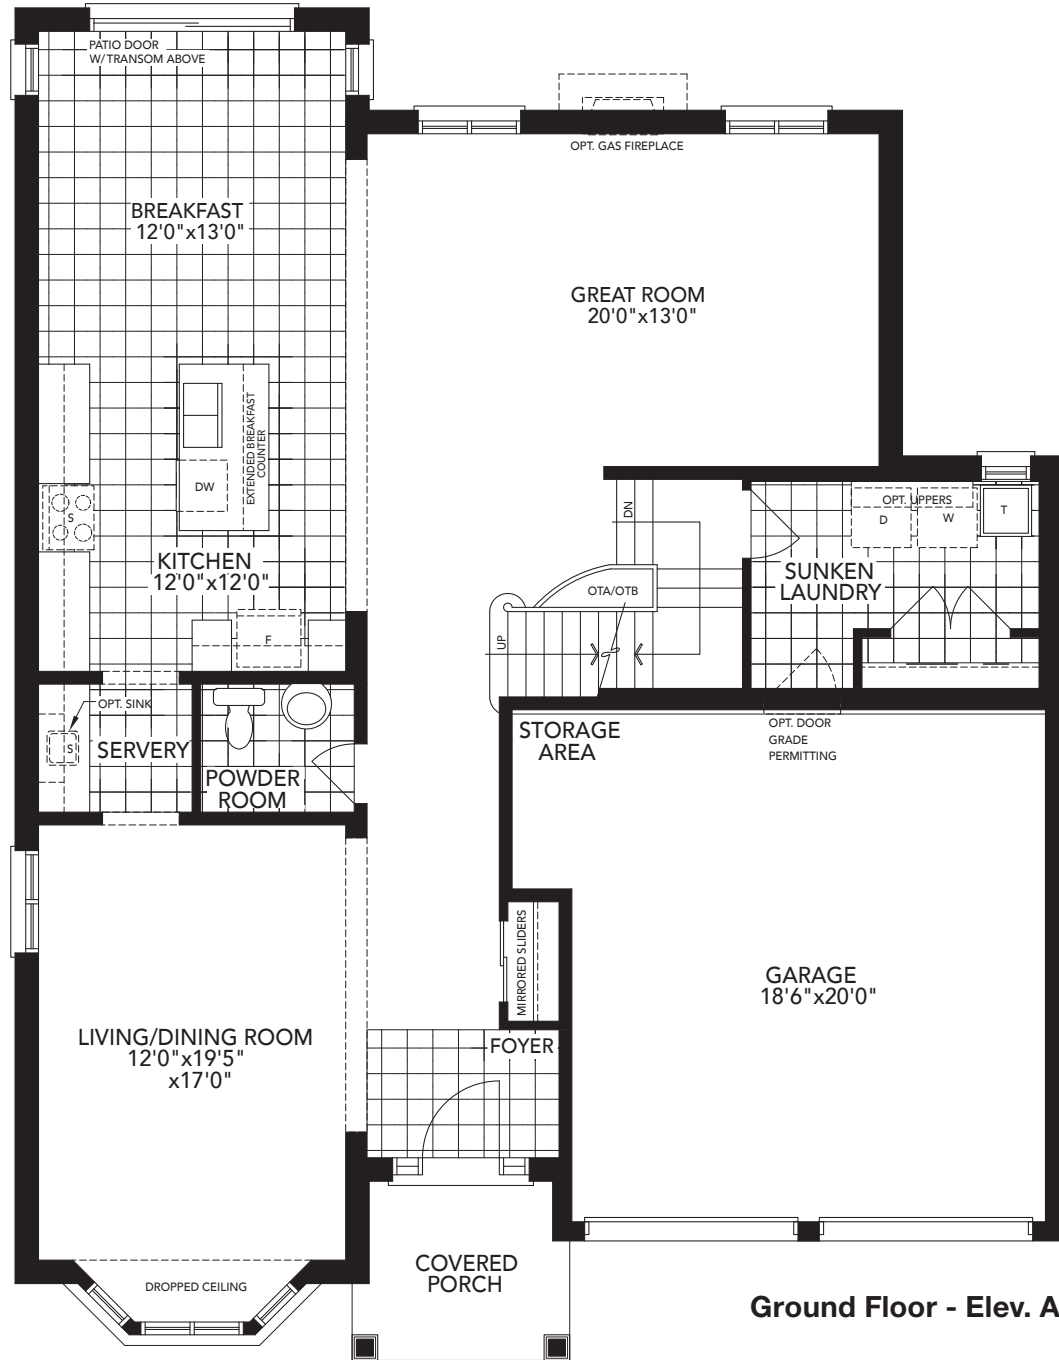 PATIO DOOR
W/TRANSOM ABOVE
OPT. GAS FIREPLACE
BREAKFAST
12'0"x13'0"
GREAT ROOM
20'0"x13'0"
EXTENDED BREAKFAST
COUNTER
DW
S
KITCHEN
12'0"x12'0"
F
DN
OPT. UPPERS
D
W
T
SUNKEN
LAUNDRY
OTA/OTB
UP
OPT. SINK
S
SERVERY
POWDER
ROOM
STORAGE
AREA
OPT. DOOR
GRADE
PERMITTING
MIRRORED SLIDERS
GARAGE
18'6"x20'0"
LIVING/DINING ROOM
12'0"x19'5"
x17'0"
FOYER
COVERED
PORCH
DROPPED CEILING
Ground Floor - Elev. A